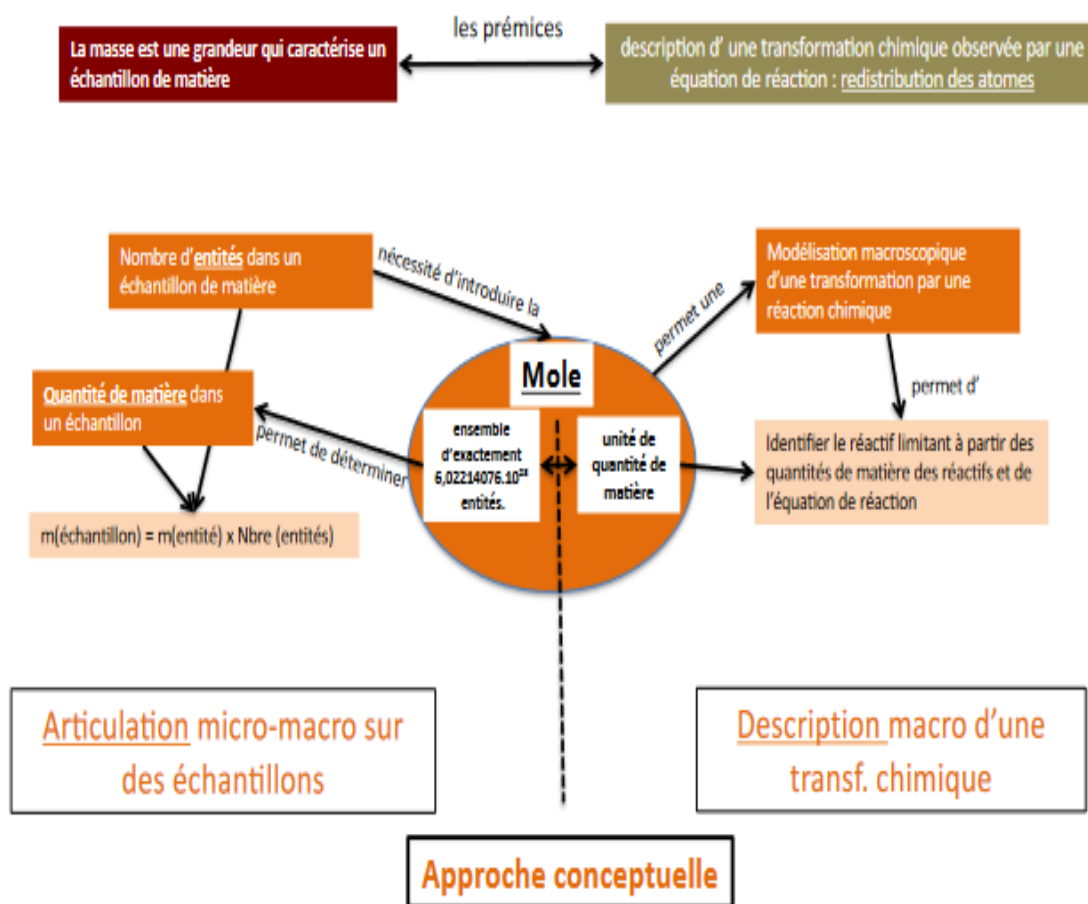 les prémices
La masse est une grandeur qui caractérise un
échantillon de matière
description d' une transformation chimique observée par une
équation de réaction : redistribution des atomes
Nombre d'entités dans un
échantillon de matière
nécessité d'introduire la
permet une
Modélisation macroscopique
d'une transformation par une
réaction chimique
Mole
Quantité de matière dans
un échantillon
permet de déterminer
ensemble
d'exactement
6,02214076.10²³
entités.
unité de
quantité de
matière
permet d'
Identifier le réactif limitant à partir des
quantités de matière des réactifs et de
l'équation de réaction
m(échantillon) = m(entité) x Nbre (entités)
Articulation micro-macro sur
des échantillons
Description macro d'une
transf. chimique
Approche conceptuelle